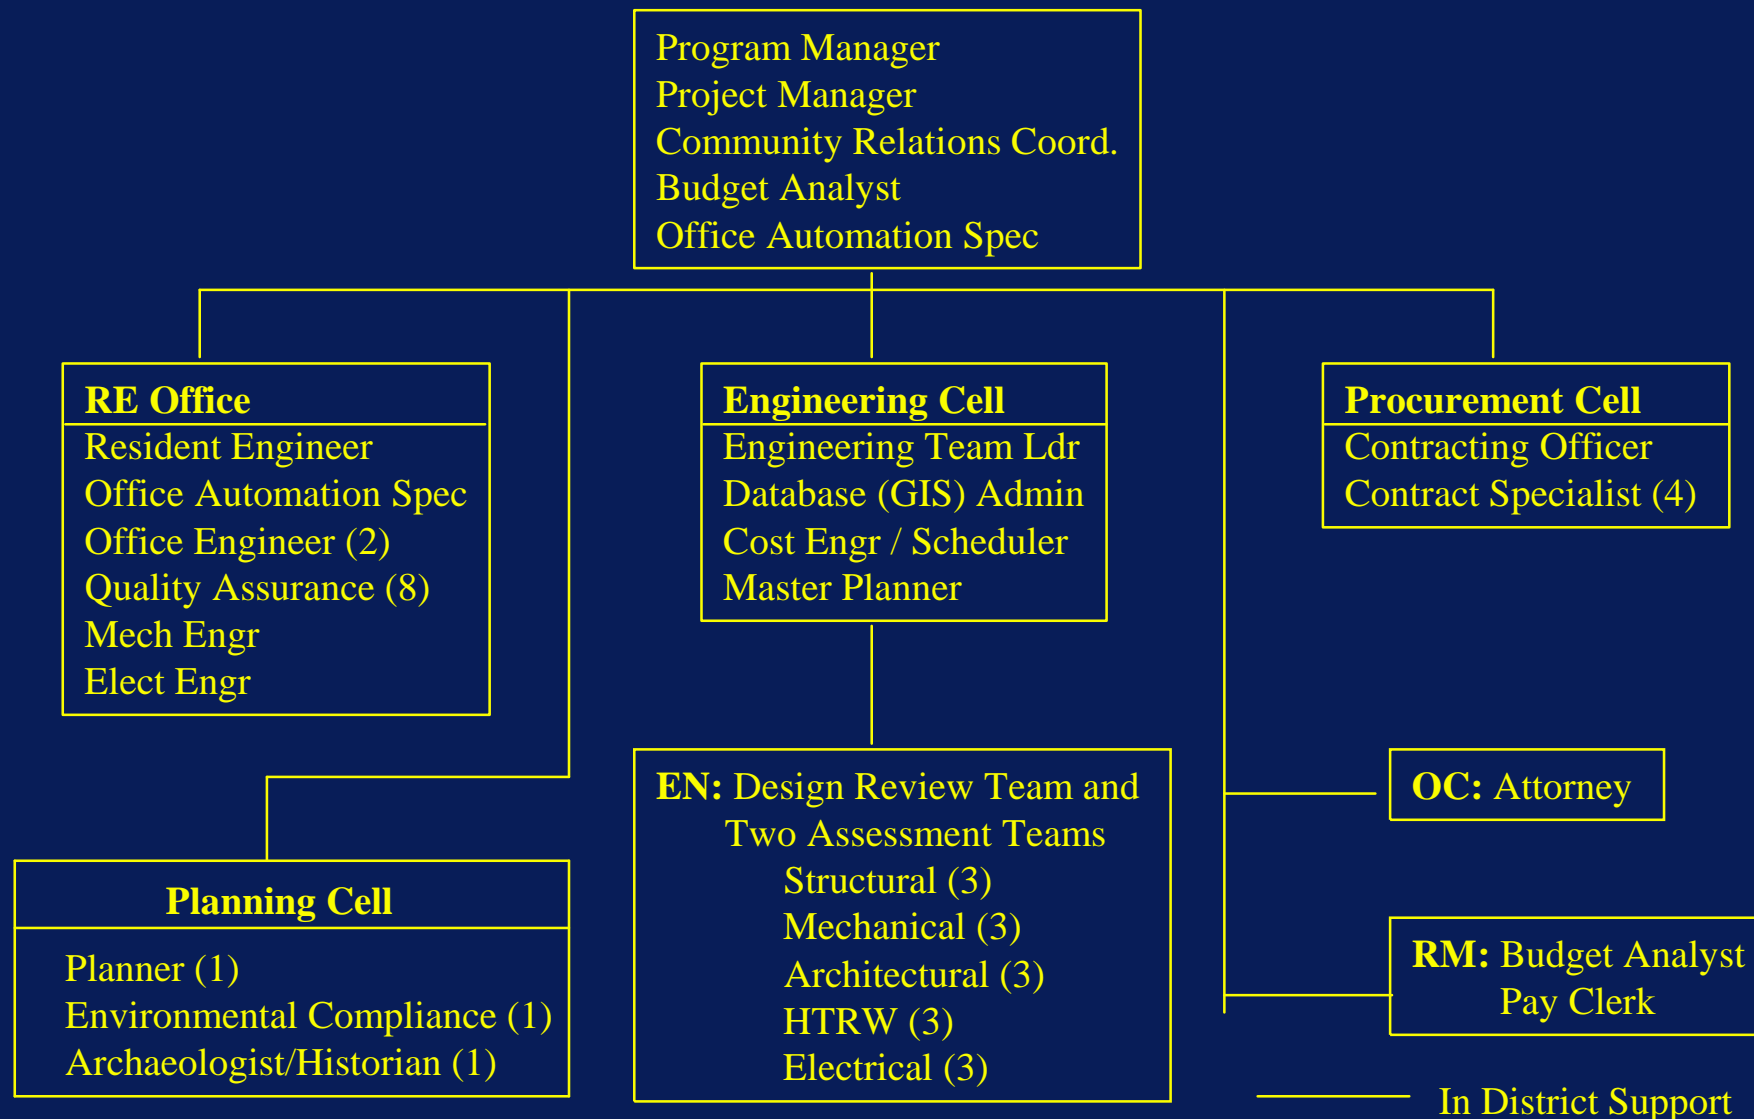 Program Manager
Project Manager
Community Relations Coord.
Budget Analyst
Office Automation Spec
RE Office
Resident Engineer
Office Automation Spec
Office Engineer (2)
Quality Assurance (8)
Mech Engr
Elect Engr
Engineering Cell
Engineering Team Ldr
Database (GIS) Admin
Cost Engr / Scheduler
Master Planner
Procurement Cell
Contracting Officer
Contract Specialist (4)
Planning Cell
Planner (1)
Environmental Compliance (1)
Archaeologist/Historian (1)
EN: Design Review Team and
Two Assessment Teams
Structural (3)
Mechanical (3)
Architectural (3)
HTRW (3)
Electrical (3)
OC: Attorney
RM: Budget Analyst
Pay Clerk
In District Support